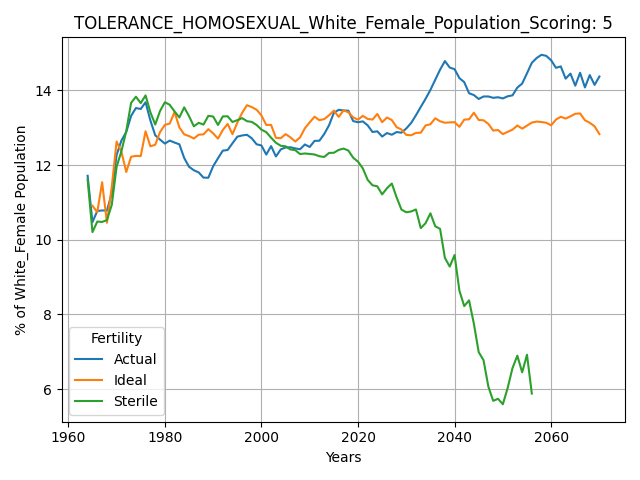 TOLERANCE_HOMOSEXUAL_White_Female_Population_Scoring: 5
% of White_Female Population
14
12
10
8
6
Fertility
Actual
Ideal
Sterile
1960 1980 2000 2020 2040 2060
Years